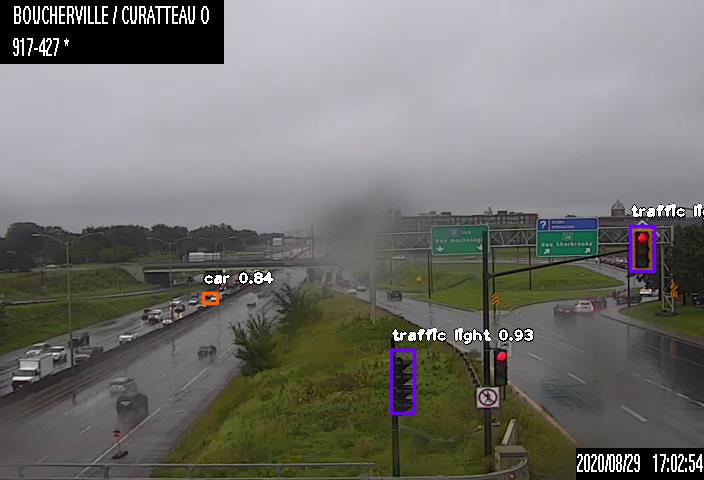 BOUCHERVILLE / CURATTEAU O
917-427 *
traffic lig
Rue Hochelaga
Rue Sherbrooke
car 0.84
traffic light 0.93
2020/08/29 17:02:54